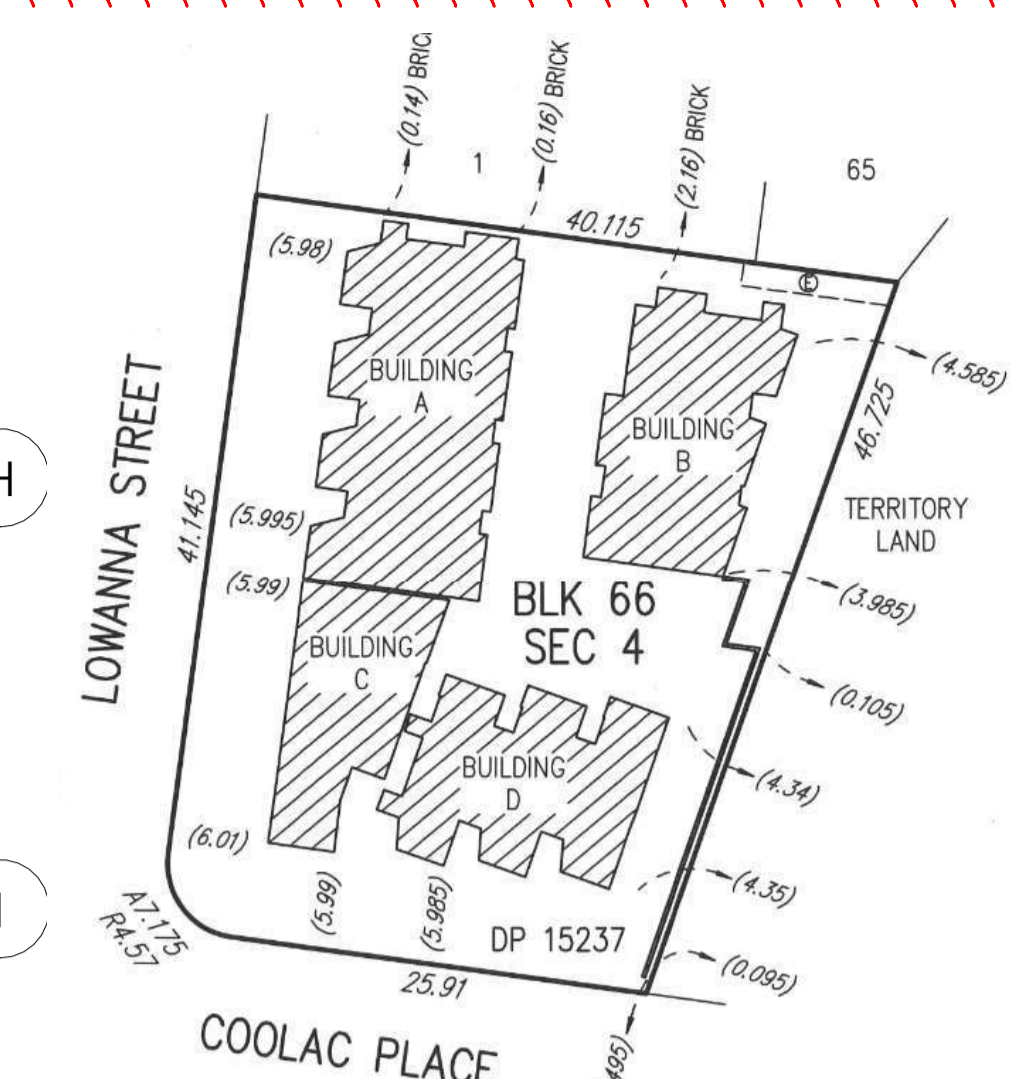 (0.14) BRIC
(0.16) BRICK
(2.16) BRICK
1
65
40.115
(5.98)
E
BUILDING
A
(4.585)
BUILDING
B
46.725
LOWANNA STREET
41.145
H
(5.995)
TERRITORY
LAND
(5.99)
BLK 66
SEC 4
(3.985)
BUILDING
C
(0.105)
BUILDING
D
(4.34)
(6.01)
(5.99)
(5.985)
(4.35)
A7.175
R4.57
DP 15237
(0.095)
25.91
COOLAC PLACE
495)